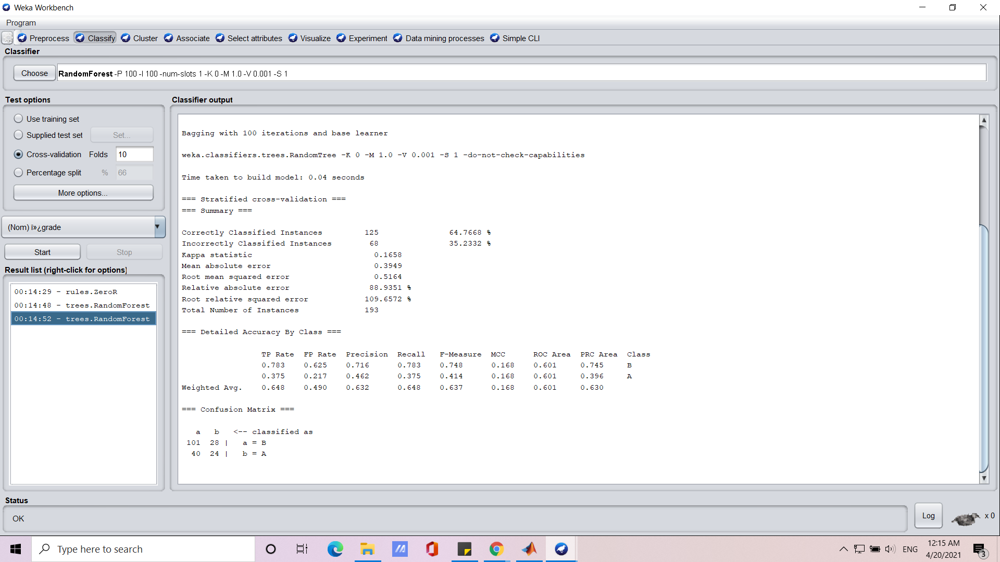 Weka Workbench
Program
Preprocess Classify Cluster Associate Select attributes Visualize Experiment Data mining processes Simple CLI
Classifier
Choose RandomForest -P 100 -I 100 -num-slots 1 -K 0 -M 1.0 -V 0.001 -S 1
Test options
Use training set
Supplied test set Set...
Cross-validation Folds 10
Percentage split % 66
More options...
(Nom) ï»¿grade
Start Stop
Result list (right-click for options)
00:14:29 - rules.ZeroR
00:14:48 - trees.RandomForest
00:14:52 - trees.RandomForest
Classifier output
Bagging with 100 iterations and base learner
weka.classifiers.trees.RandomTree -K 0 -M 1.0 -V 0.001 -S 1 -do-not-check-capabilities
Time taken to build model: 0.04 seconds
=== Stratified cross-validation ===
=== Summary ===
Correctly Classified Instances 125 64.7668 %
Incorrectly Classified Instances 68 35.2332 %
Kappa statistic 0.1658
Mean absolute error 0.3949
Root mean squared error 0.5164
Relative absolute error 88.9351 %
Root relative squared error 109.6572 %
Total Number of Instances 193
=== Detailed Accuracy By Class ===
TP Rate FP Rate Precision Recall F-Measure MCC ROC Area PRC Area Class
0.783 0.625 0.716 0.783 0.748 0.168 0.601 0.745 B
0.375 0.217 0.462 0.375 0.414 0.168 0.601 0.396 A
Weighted Avg. 0.648 0.490 0.632 0.648 0.637 0.168 0.601 0.630
=== Confusion Matrix ===
a b <-- classified as
101 28 | a = B
40 24 | b = A
Status
OK
Log
x 0
Type here to search
ENG
12:15 AM
4/20/2021
3